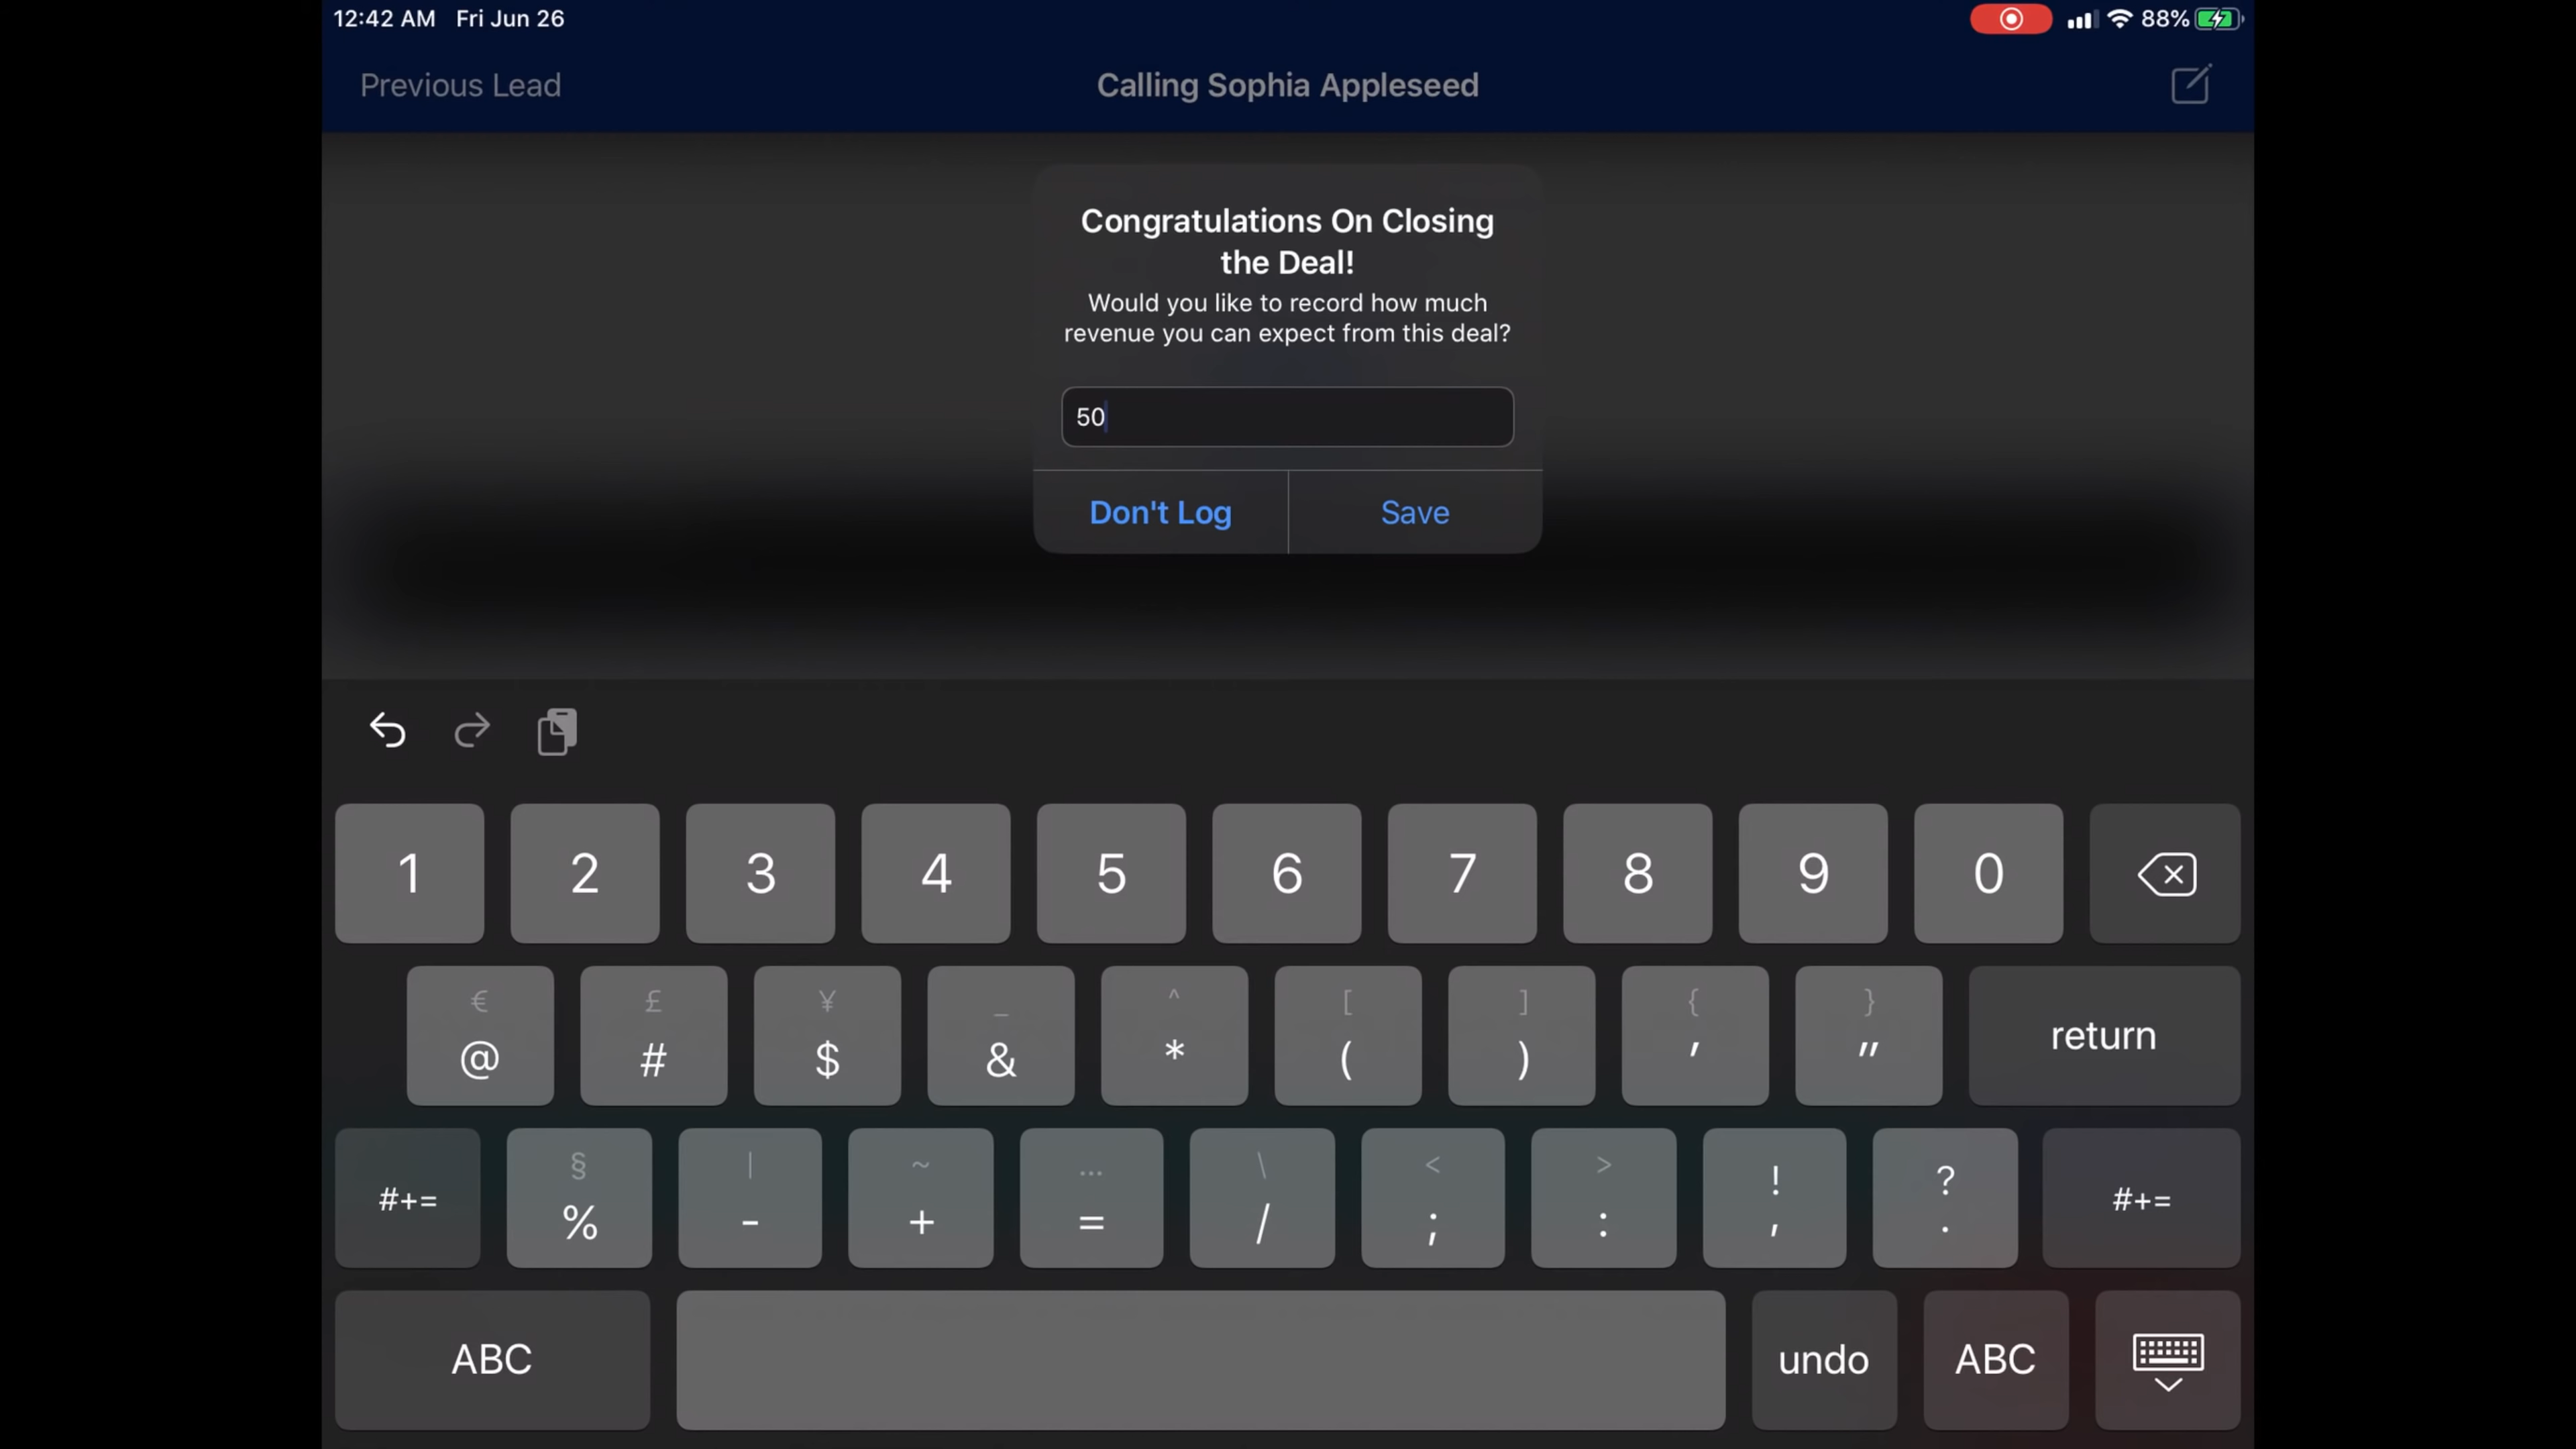 12:42 AM Fri Jun 26
88%
Previous Lead
Calling Sophia Appleseed
Congratulations On Closing
the Deal!
Would you like to record how much
revenue you can expect from this deal?
50
Don't Log
Save
1 2 3 4 5 6 7 8 9 0
€ £ ¥ _ ^ [ ] { }
@ # $ & * ( ) ' " return
§ | ~ … \ < > ! ?
#+= % - + = / ; : , . #+=
ABC undo ABC